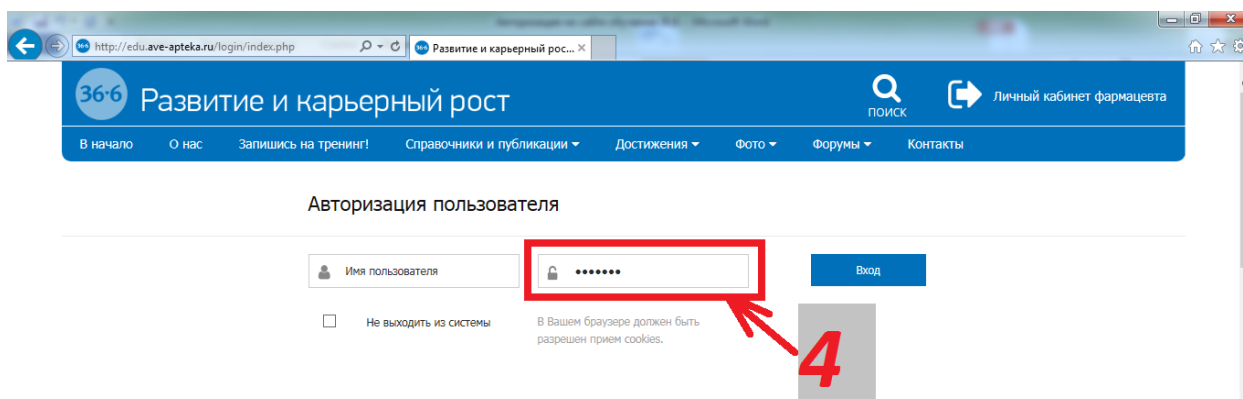 http://edu.ave-apteka.ru/login/index.php
Развитие и карьерный рос...
36·6 Развитие и карьерный рост
ПОИСК
Личный кабинет фармацевта
В начало О нас Запишись на тренинг! Справочники и публикации Достижения Фото Форумы Контакты
Авторизация пользователя
Имя пользователя ••••••• Вход
Не выходить из системы
В Вашем браузере должен быть
разрешен прием cookies.
4